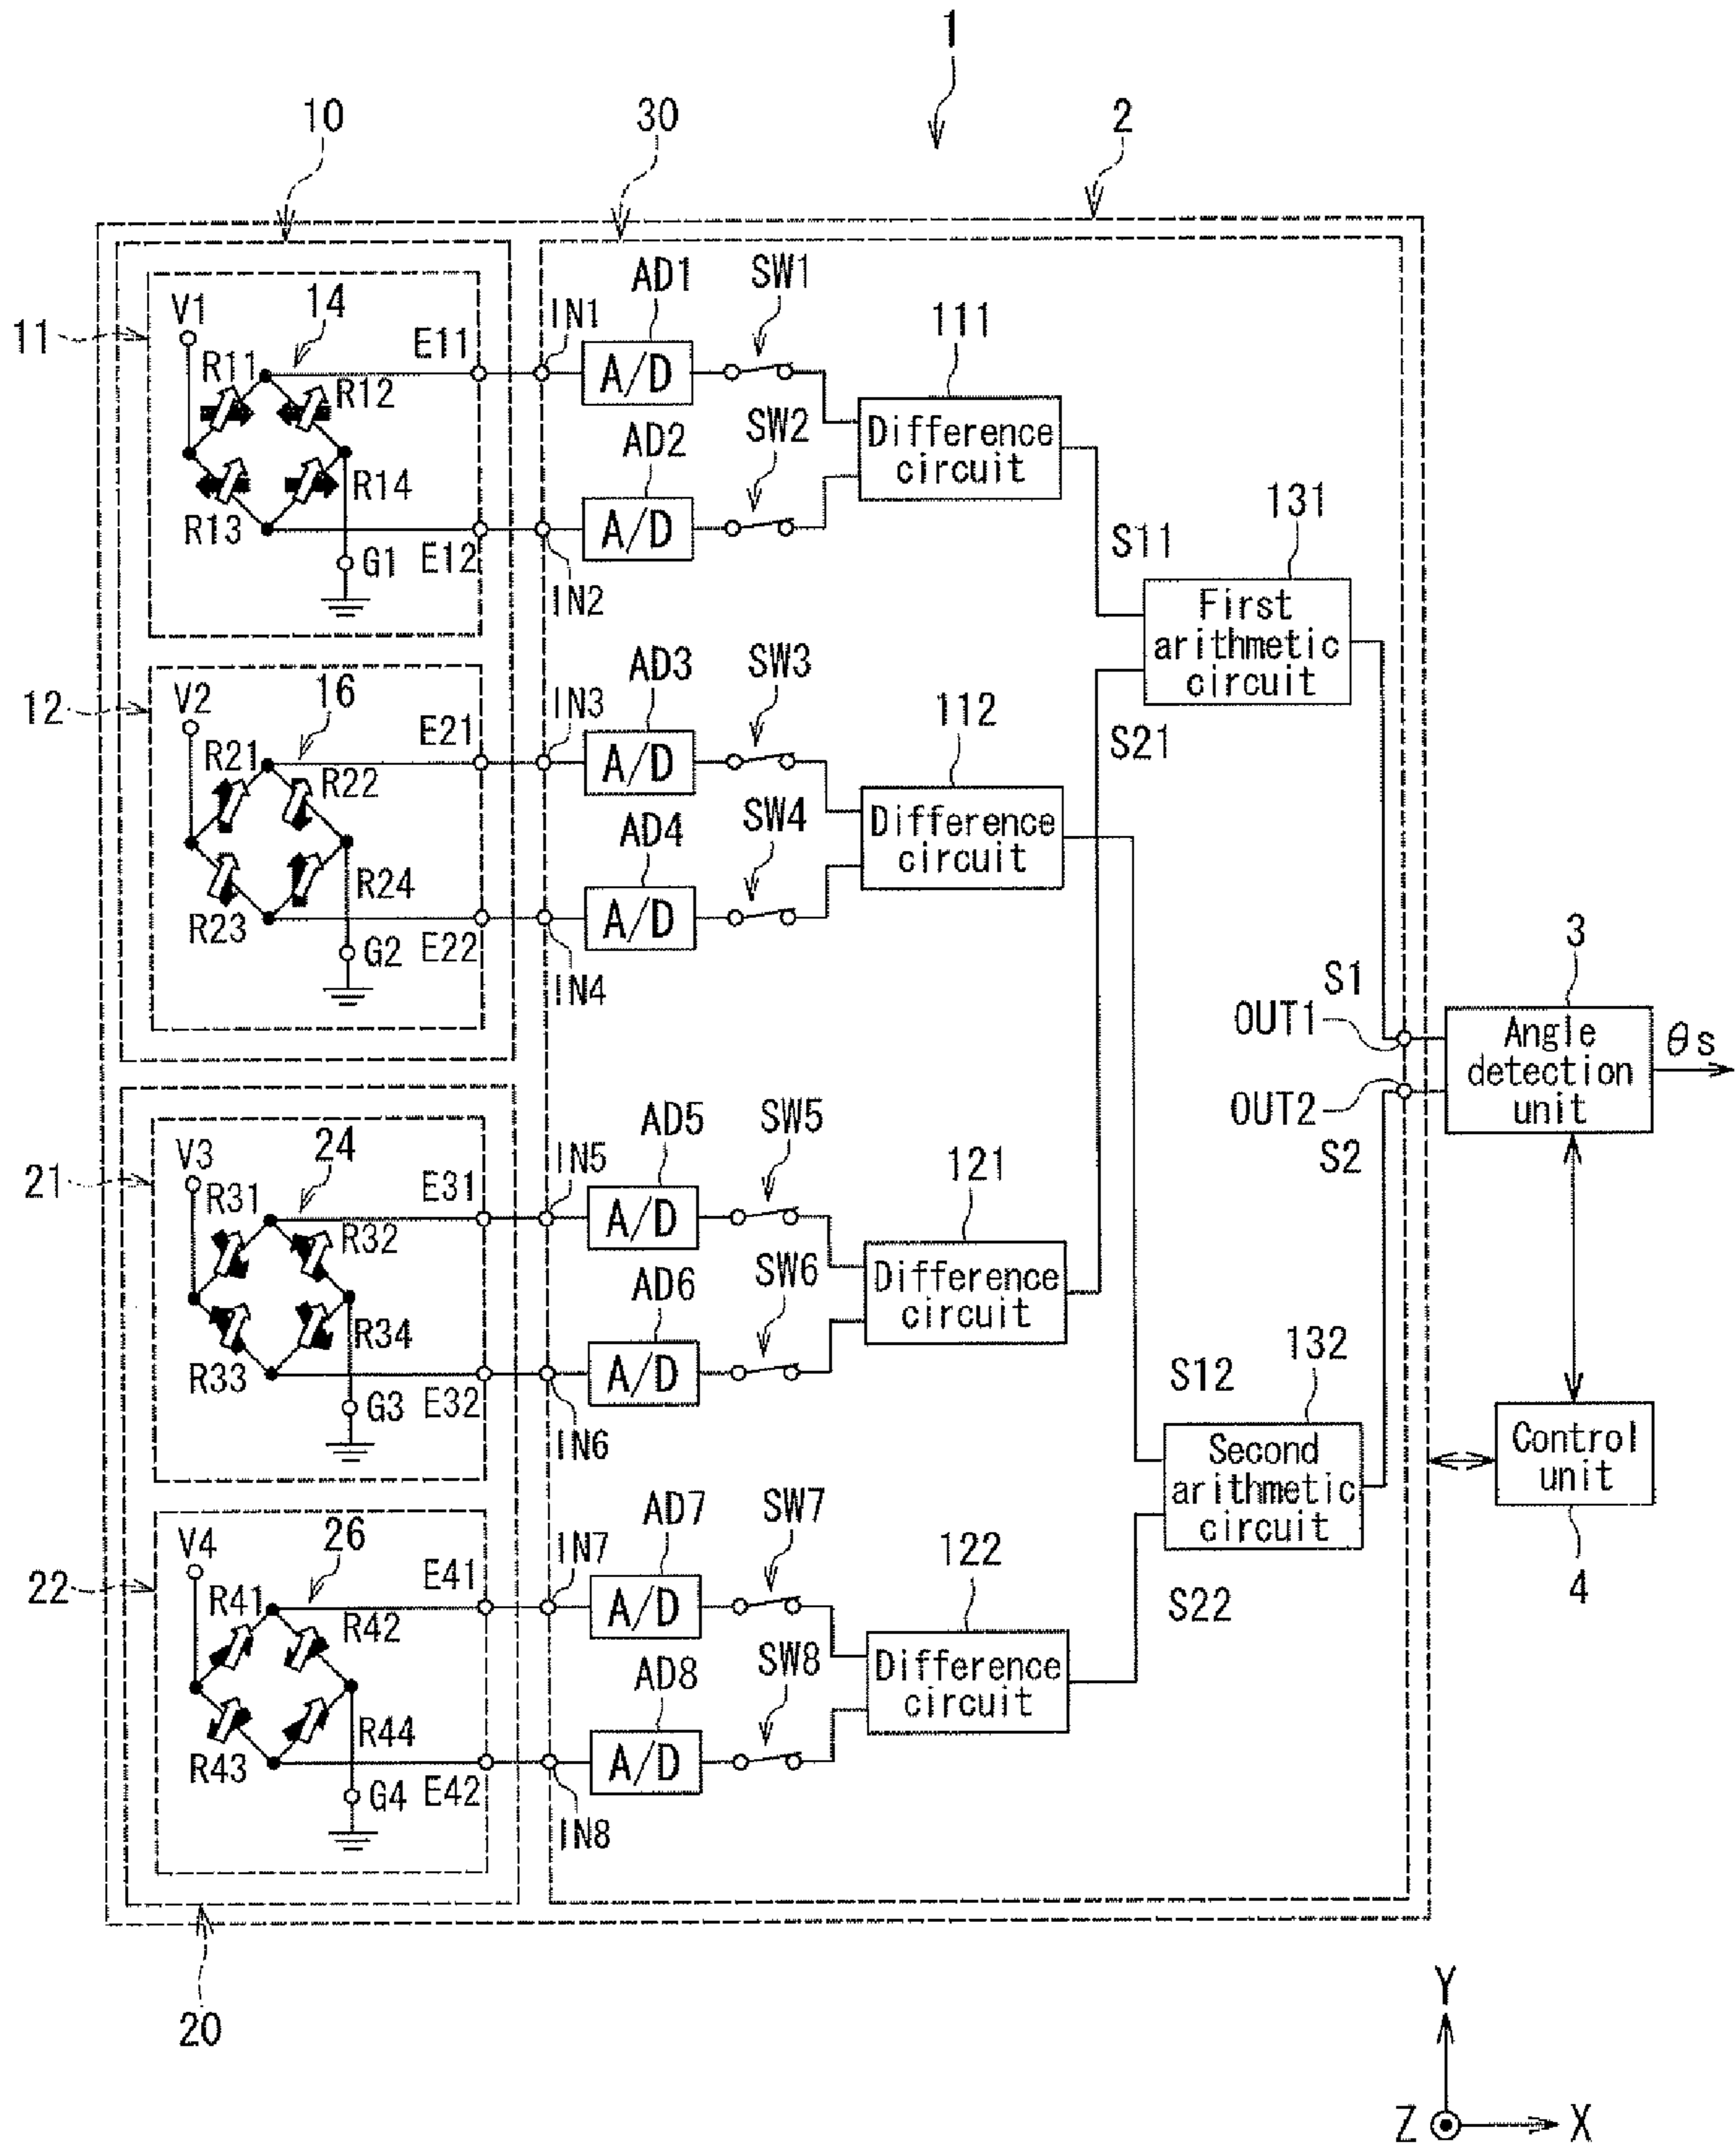 1
10
30
2
11
V1
14
R11
R12
R13
R14
G1
E11
E12
IN1
IN2
AD1
A/D
SW1
AD2
A/D
SW2
111
Difference
circuit
S11
131
First
arithmetic
circuit
12
V2
16
R21
R22
R23
R24
G2
E21
E22
IN3
IN4
AD3
A/D
SW3
AD4
A/D
SW4
112
Difference
circuit
S21
S1
OUT1
OUT2
S2
3
Angle
detection
unit
θs
21
V3
24
R31
R32
R33
R34
G3
E31
E32
IN5
IN6
AD5
A/D
SW5
AD6
A/D
SW6
121
Difference
circuit
S12
132
Second
arithmetic
circuit
Control
unit
4
22
V4
26
R41
R42
R43
R44
G4
E41
E42
IN7
IN8
AD7
A/D
SW7
AD8
A/D
SW8
122
Difference
circuit
S22
20
Y
Z
X